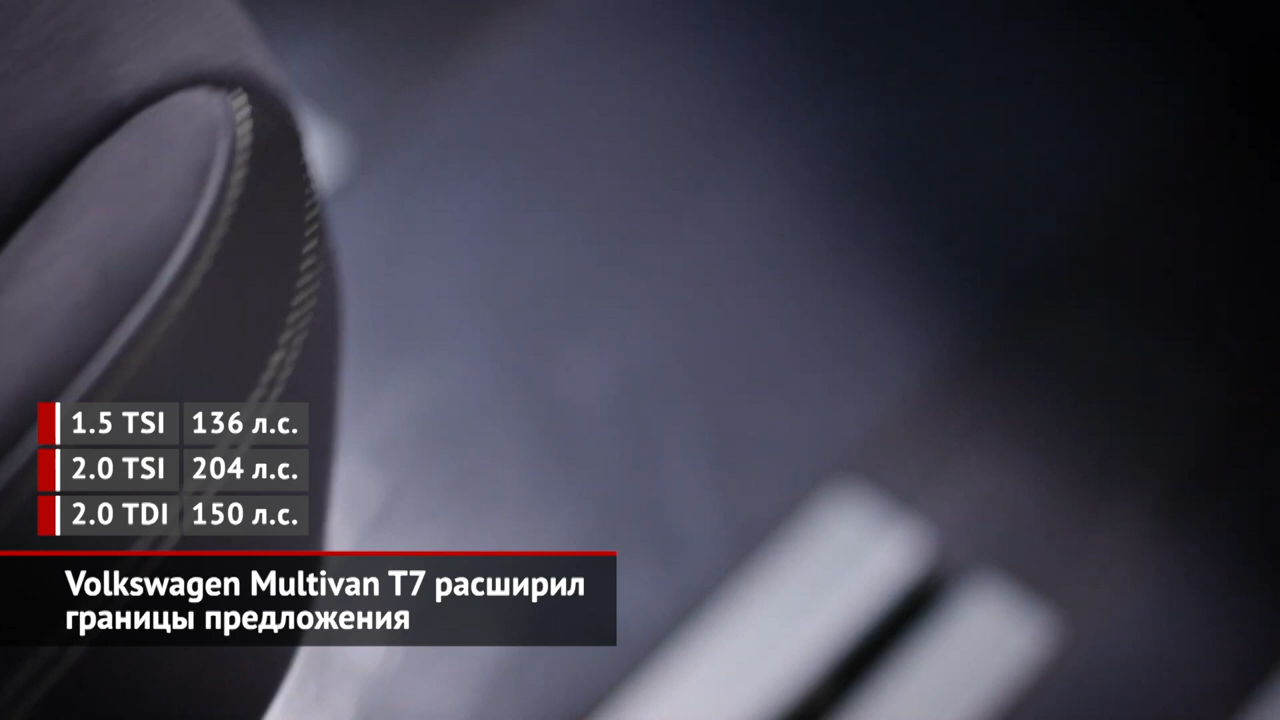 1.5 TSI 136 л.с.
2.0 TSI 204 л.с.
2.0 TDI 150 л.с.
Volkswagen Multivan T7 расширил
границы предложения